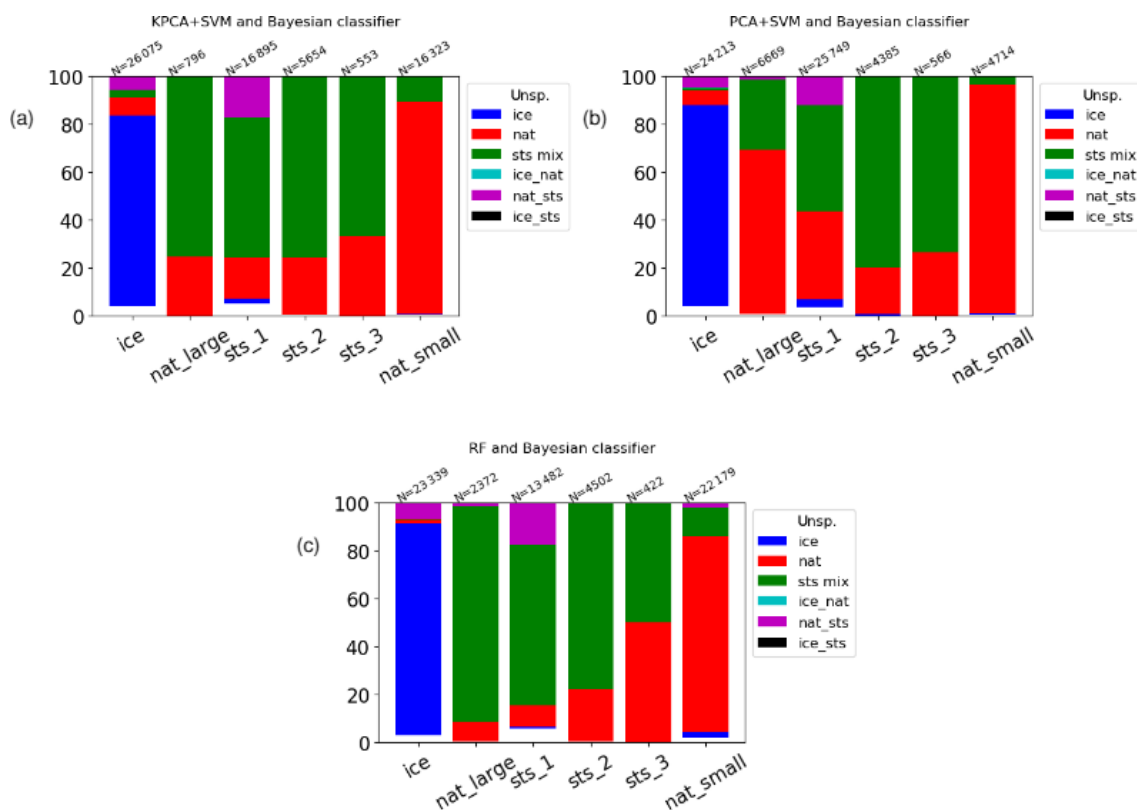 KPCA+SVM and Bayesian classifier
N=26 075 N=796 N=16 895 N=5654 N=553 N=16 323
(a)
100
80
60
40
20
0
ice nat_large sts_1 sts_2 sts_3 nat_small
Unsp.
ice
nat
sts mix
ice_nat
nat_sts
ice_sts
PCA+SVM and Bayesian classifier
N=24 213 N=6669 N=25 749 N=4385 N=566 N=4714
(b)
100
80
60
40
20
0
ice nat_large sts_1 sts_2 sts_3 nat_small
Unsp.
ice
nat
sts mix
ice_nat
nat_sts
ice_sts
RF and Bayesian classifier
N=23 339 N=2372 N=13 482 N=4502 N=422 N=22 179
(c)
100
80
60
40
20
0
ice nat_large sts_1 sts_2 sts_3 nat_small
Unsp.
ice
nat
sts mix
ice_nat
nat_sts
ice_sts